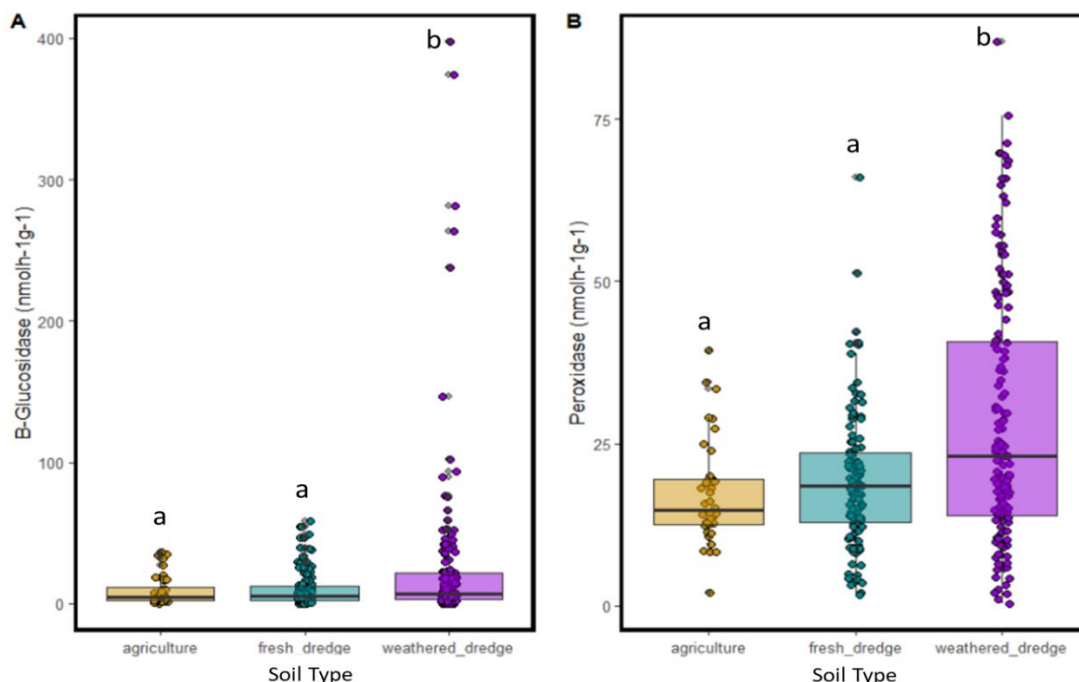 A
B-Glucosidase (nmolh-1g-1)
400
300
200
100
0
a
a
b
agriculture
fresh_dredge
weathered_dredge
Soil Type
B
Peroxidase (nmolh-1g-1)
75
50
25
0
a
a
b
agriculture
fresh_dredge
weathered_dredge
Soil Type